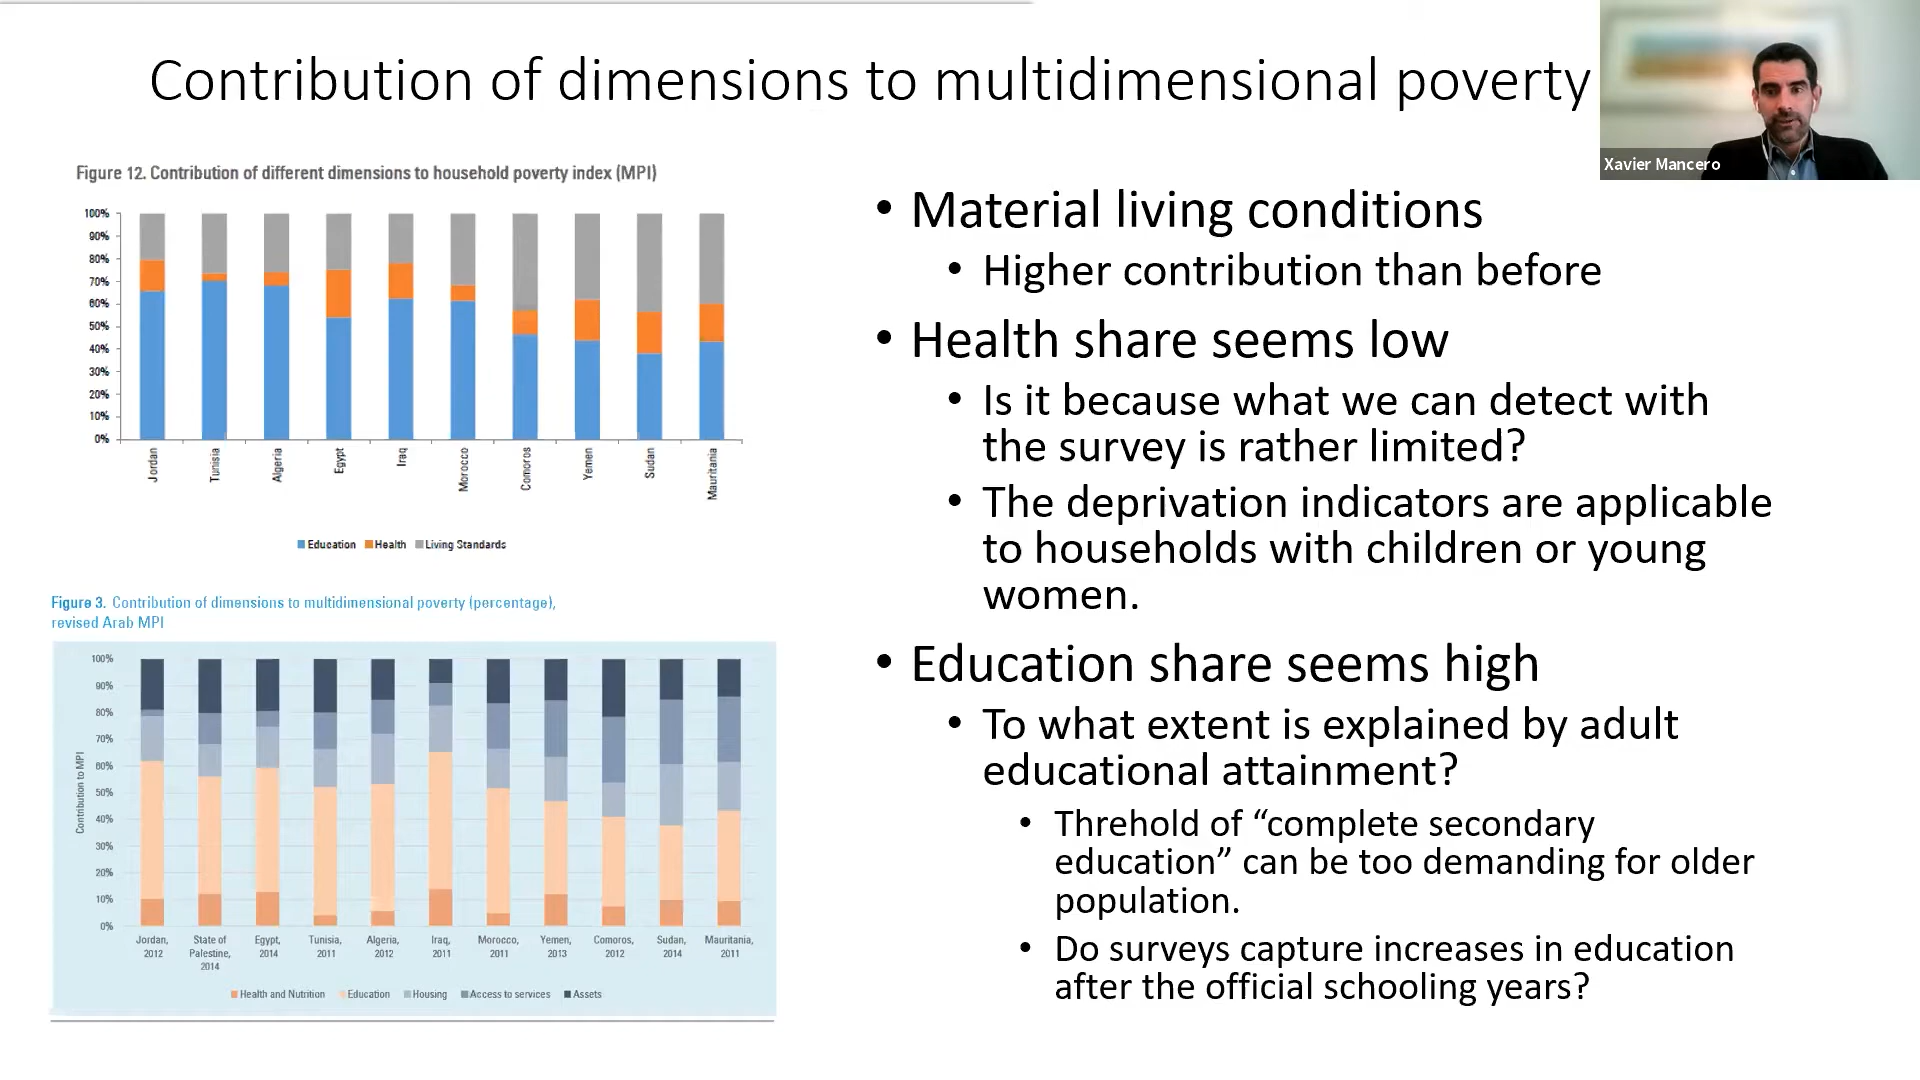 Contribution of dimensions to multidimensional poverty
Xavier Mancero
Figure 12. Contribution of different dimensions to household poverty index (MPI)
100%
90%
80%
70%
60%
50%
40%
30%
20%
10%
0%
Jordan
Tunisia
Algeria
Egypt
Iraq
Morocco
Comoros
Yemen
Sudan
Mauritania
Education Health Living Standards
Figure 3. Contribution of dimensions to multidimensional poverty (percentage),
revised Arab MPI
Contribution to MPI
100%
90%
80%
70%
60%
50%
40%
30%
20%
10%
0%
Jordan, State of Egypt, Tunisia, Algeria, Iraq, Morocco, Yemen, Comoros, Sudan, Mauritania,
2012 Palestine, 2014 2011 2012 2011 2011 2013 2012 2014 2011
2014
Health and Nutrition Education Housing Access to services Assets
• Material living conditions
• Higher contribution than before
• Health share seems low
• Is it because what we can detect with
the survey is rather limited?
• The deprivation indicators are applicable
to households with children or young
women.
• Education share seems high
• To what extent is explained by adult
educational attainment?
• Threhold of “complete secondary
education” can be too demanding for older
population.
• Do surveys capture increases in education
after the official schooling years?